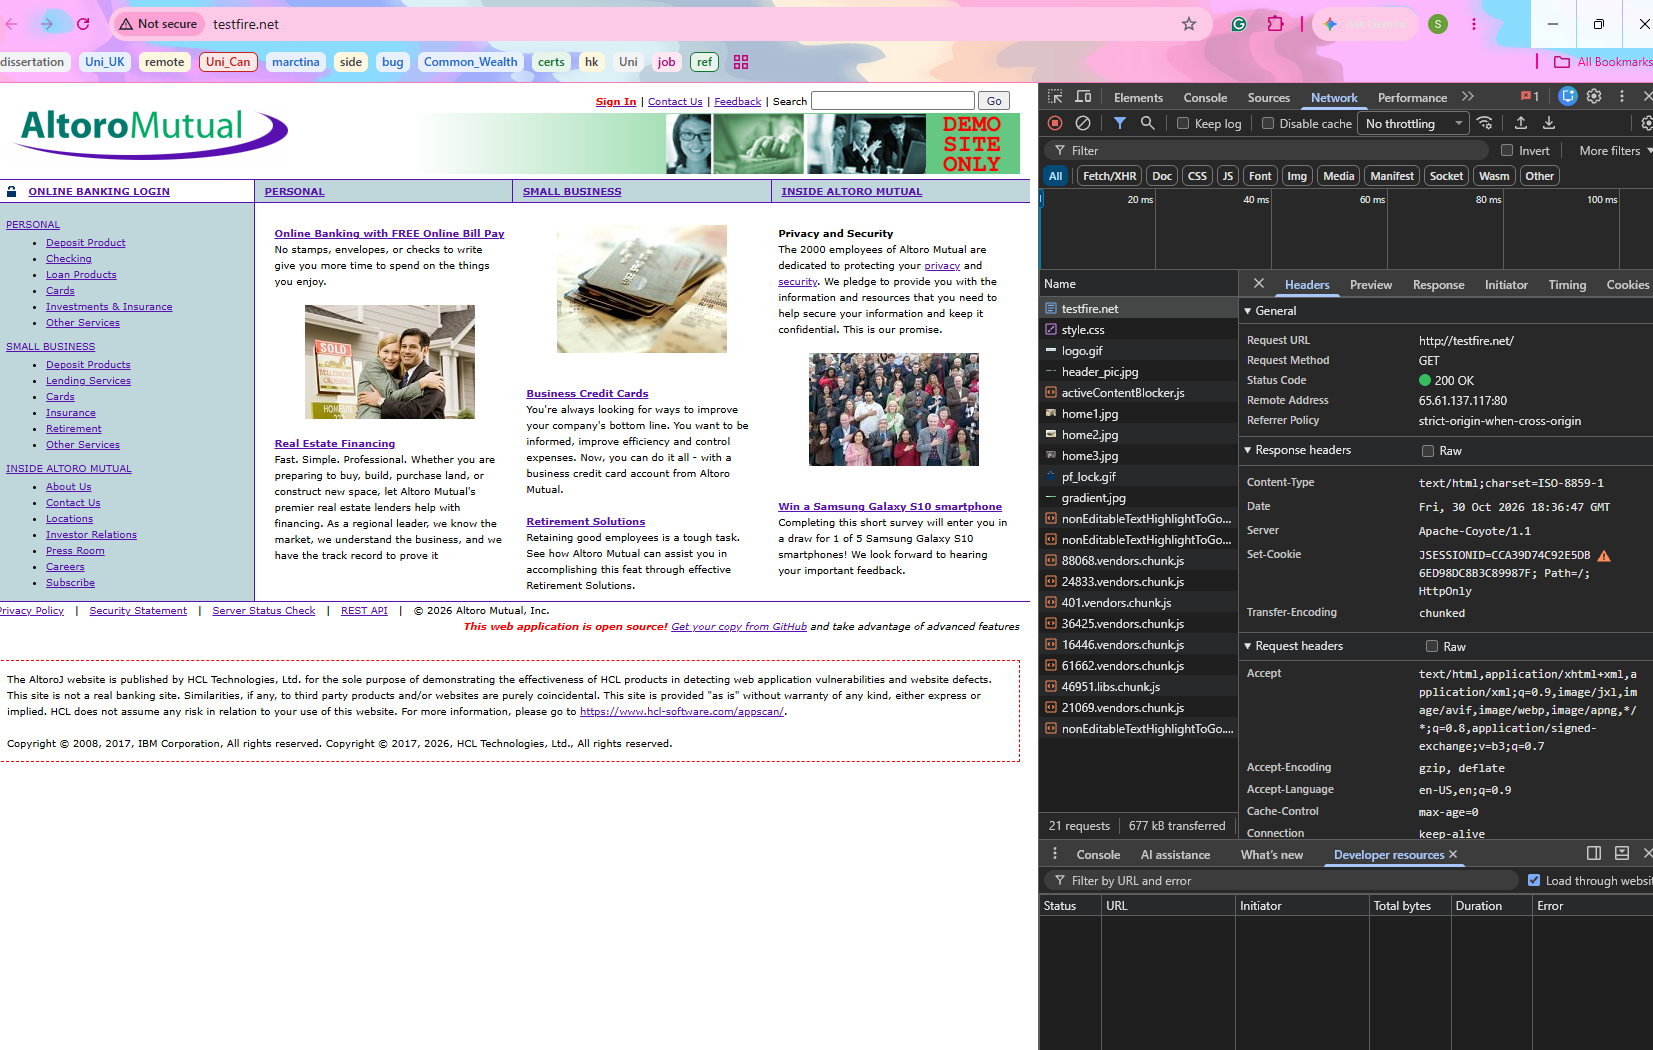 Not secure
testfire.net
S
dissertation
Uni_UK
remote
Uni_Can
marctina
side
bug
Common_Wealth
certs
hk
Uni
job
ref
All Bookmarks
Sign In | Contact Us | Feedback | Search
Go
AltoroMutual
DEMO
SITE
ONLY
ONLINE BANKING LOGIN
PERSONAL
SMALL BUSINESS
INSIDE ALTORO MUTUAL
PERSONAL
Deposit Product
Checking
Loan Products
Cards
Investments & Insurance
Other Services
SMALL BUSINESS
Deposit Products
Lending Services
Cards
Insurance
Retirement
Other Services
INSIDE ALTORO MUTUAL
About Us
Contact Us
Locations
Investor Relations
Press Room
Careers
Subscribe
Online Banking with FREE Online Bill Pay
No stamps, envelopes, or checks to write
give you more time to spend on the things
you enjoy.
SOLD
Real Estate Financing
Fast. Simple. Professional. Whether you are
preparing to buy, build, purchase land, or
construct new space, let Altoro Mutual's
premier real estate lenders help with
financing. As a regional leader, we know the
market, we understand the business, and we
have the track record to prove it
Business Credit Cards
You're always looking for ways to improve
your company's bottom line. You want to be
informed, improve efficiency and control
expenses. Now, you can do it all - with a
business credit card account from Altoro
Mutual.
Retirement Solutions
Retaining good employees is a tough task.
See how Altoro Mutual can assist you in
accomplishing this feat through effective
Retirement Solutions.
Privacy and Security
The 2000 employees of Altoro Mutual are
dedicated to protecting your privacy and
security. We pledge to provide you with the
information and resources that you need to
help secure your information and keep it
confidential. This is our promise.
Win a Samsung Galaxy S10 smartphone
Completing this short survey will enter you in
a draw for 1 of 5 Samsung Galaxy S10
smartphones! We look forward to hearing
your important feedback.
Privacy Policy | Security Statement | Server Status Check | REST API | © 2026 Altoro Mutual, Inc.
This web application is open source! Get your copy from GitHub and take advantage of advanced features
The AltoroJ website is published by HCL Technologies, Ltd. for the sole purpose of demonstrating the effectiveness of HCL products in detecting web application vulnerabilities and website defects.
This site is not a real banking site. Similarities, if any, to third party products and/or websites are purely coincidental. This site is provided "as is" without warranty of any kind, either express or
implied. HCL does not assume any risk in relation to your use of this website. For more information, please go to https://www.hcl-software.com/appscan/.
Copyright © 2008, 2017, IBM Corporation, All rights reserved. Copyright © 2017, 2026, HCL Technologies, Ltd., All rights reserved.
Elements
Console
Sources
Network
Performance
1
Keep log
Disable cache
No throttling
Filter
Invert
More filters
All
Fetch/XHR
Doc
CSS
JS
Font
Img
Media
Manifest
Socket
Wasm
Other
20 ms
40 ms
60 ms
80 ms
100 ms
Name
testfire.net
style.css
logo.gif
header_pic.jpg
activeContentBlocker.js
home1.jpg
home2.jpg
home3.jpg
pf_lock.gif
gradient.jpg
nonEditableTextHighlightToGo...
nonEditableTextHighlightToGo...
88068.vendors.chunk.js
24833.vendors.chunk.js
401.vendors.chunk.js
36425.vendors.chunk.js
16446.vendors.chunk.js
61662.vendors.chunk.js
46951.libs.chunk.js
21069.vendors.chunk.js
nonEditableTextHighlightToGo....
21 requests
677 kB transferred
Headers
Preview
Response
Initiator
Timing
Cookies
General
Request URL
http://testfire.net/
Request Method
GET
Status Code
200 OK
Remote Address
65.61.137.117:80
Referrer Policy
strict-origin-when-cross-origin
Response headers
Raw
Content-Type
text/html;charset=ISO-8859-1
Date
Fri, 30 Oct 2026 18:36:47 GMT
Server
Apache-Coyote/1.1
Set-Cookie
JSESSIONID=CCA39D74C92E5DB
6ED98DC8B3C89987F; Path=/;
HttpOnly
Transfer-Encoding
chunked
Request headers
Raw
Accept
text/html,application/xhtml+xml,a
pplication/xml;q=0.9,image/jxl,im
age/avif,image/webp,image/apng,*/
*;q=0.8,application/signed-
exchange;v=b3;q=0.7
Accept-Encoding
gzip, deflate
Accept-Language
en-US,en;q=0.9
Cache-Control
max-age=0
Connection
keep-alive
Console
AI assistance
What's new
Developer resources
Filter by URL and error
Load through websi
Status
URL
Initiator
Total bytes
Duration
Error